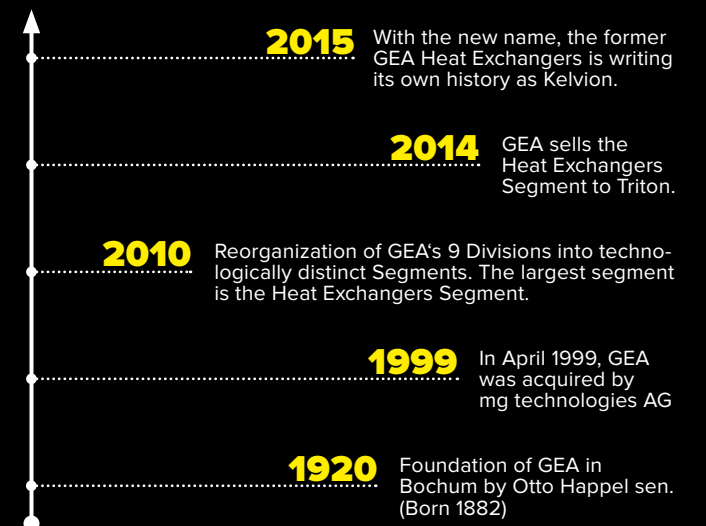 2015
With the new name, the former
GEA Heat Exchangers is writing
its own history as Kelvion.
2014
GEA sells the
Heat Exchangers
Segment to Triton.
2010
Reorganization of GEA‘s 9 Divisions into techno-
logically distinct Segments. The largest segment
is the Heat Exchangers Segment.
1999
In April 1999, GEA
was acquired by
mg technologies AG
1920
Foundation of GEA in
Bochum by Otto Happel sen.
(Born 1882)